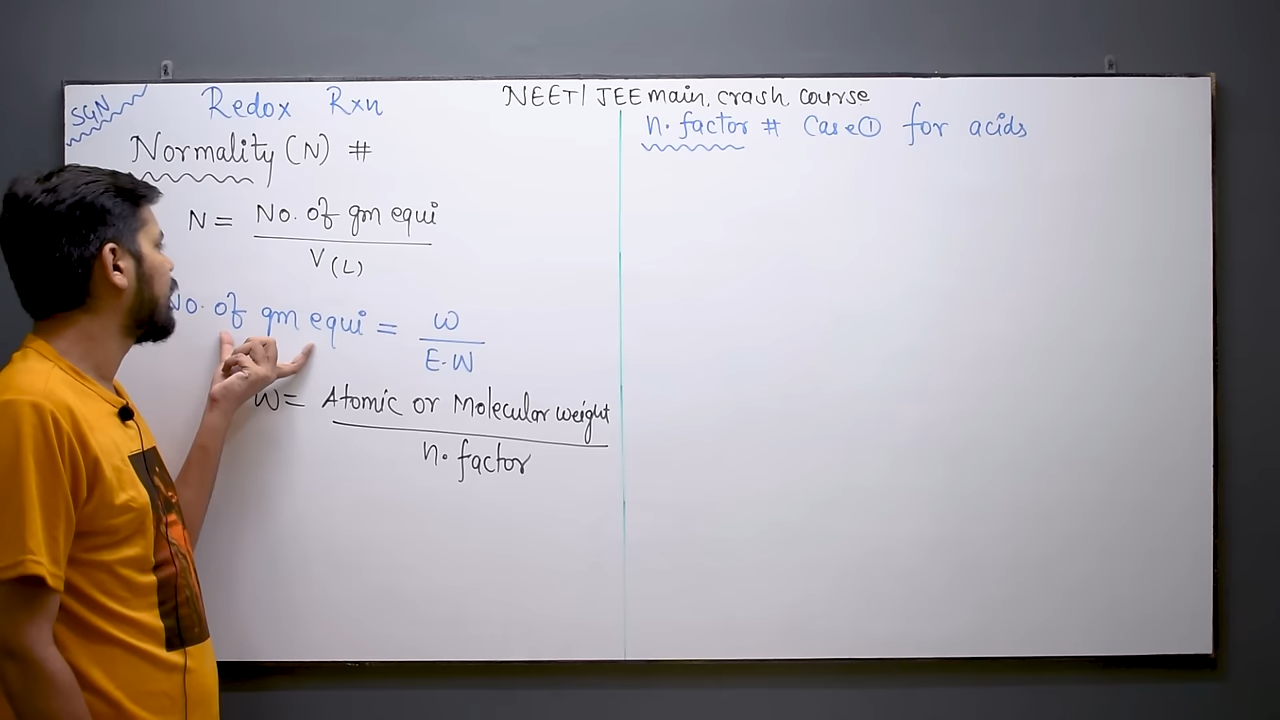 SGN
Redox Rxn
NEET/JEE main, crash course
Normality (N) #
N = No. of gm equi
V (L)
No. of gm equi = w
E.W
W = Atomic or Molecular weight
n. factor
n. factor # Case ① for acids